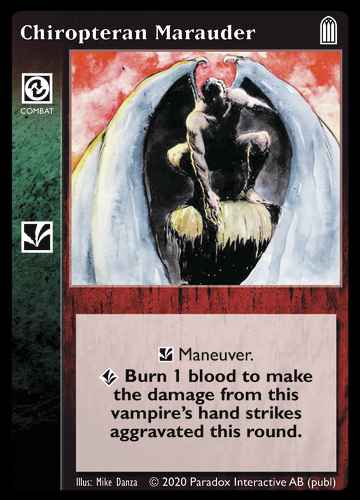 Chiropteran Marauder
COMBAT
Maneuver.
Burn 1 blood to make
the damage from this
vampire's hand strikes
aggravated this round.
Illus: Mike Danza © 2020 Paradox Interactive AB (publ)